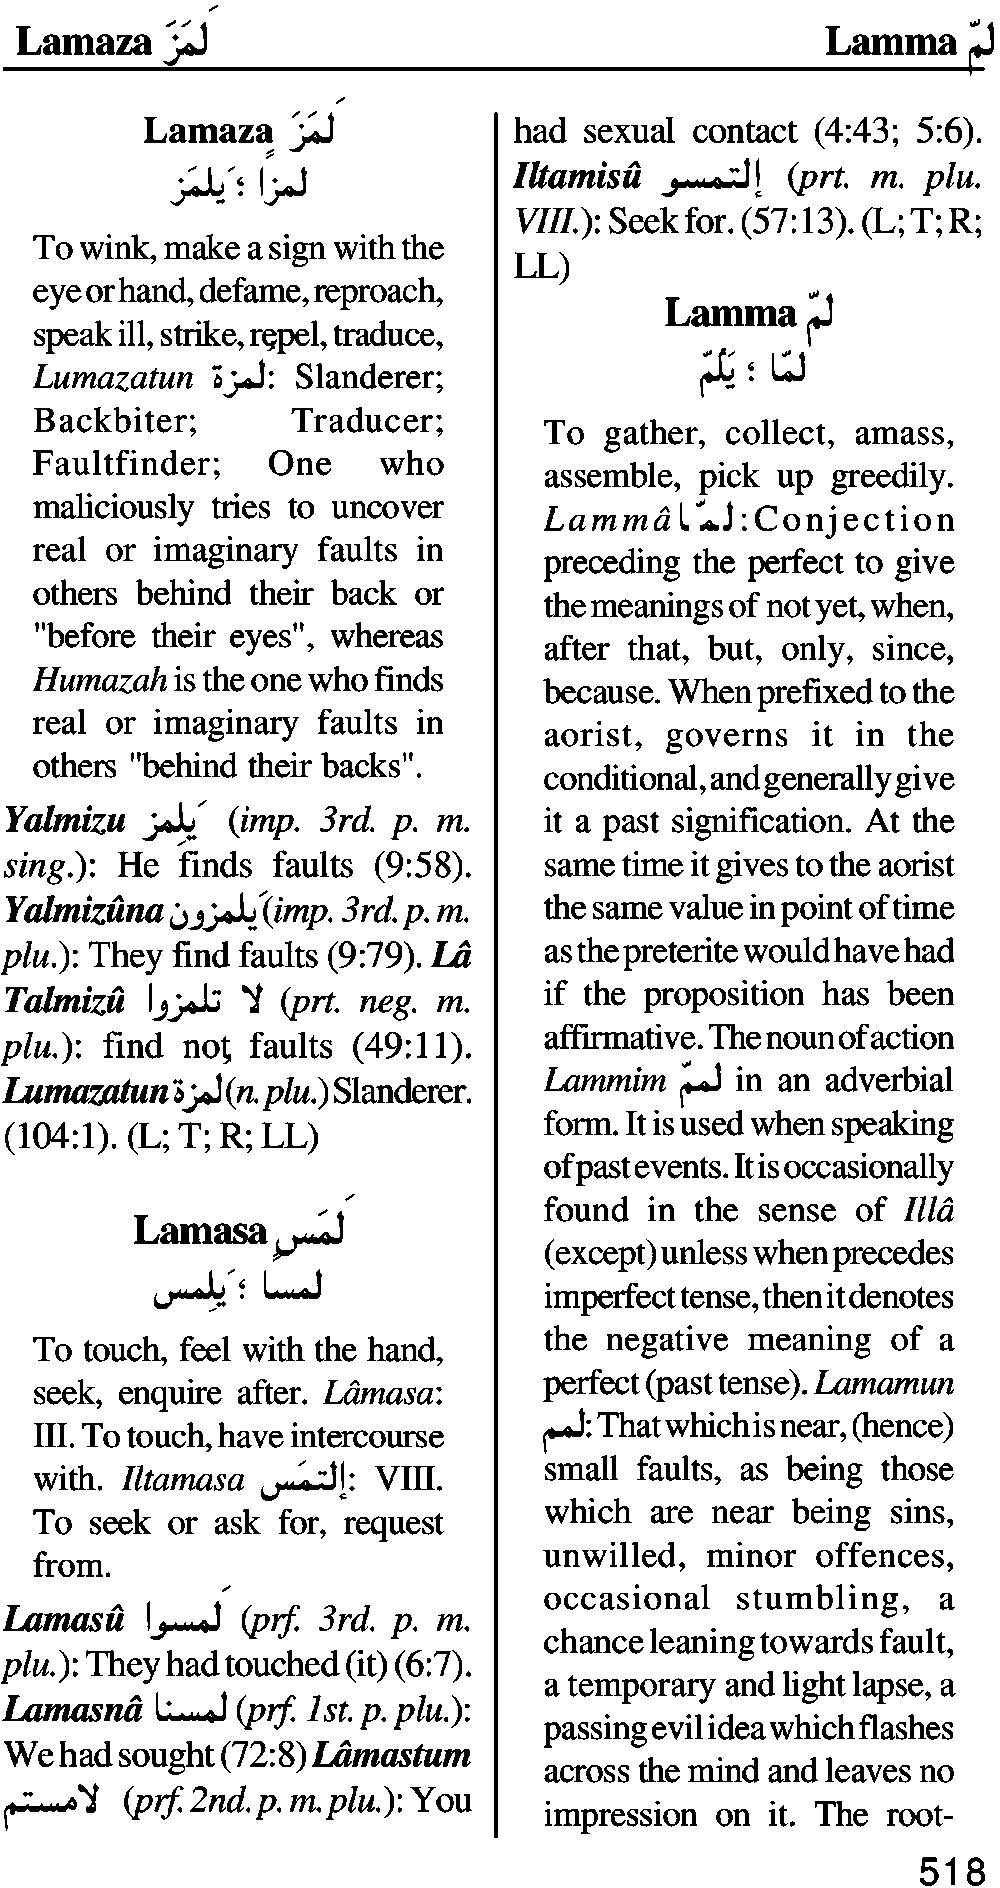 Lamaza لَمَزَ
Lamma لمّ
Lamaza لَمَزَ
لمزاً ؛ يَلمَز
To wink, make a sign with the
eye or hand, defame, reproach,
speak ill, strike, repel, traduce,
Lumazatun لمزة: Slanderer;
Backbiter; Traducer;
Faultfinder; One who
maliciously tries to uncover
real or imaginary faults in
others behind their back or
"before their eyes", whereas
Humazah is the one who finds
real or imaginary faults in
others "behind their backs".
Yalmizu يَلمِز (imp. 3rd. p. m.
sing.): He finds faults (9:58).
Yalmizûna يَلمزون (imp. 3rd. p. m.
plu.): They find faults (9:79). Lâ
Talmizû لا تلمزوا (prt. neg. m.
plu.): find not faults (49:11).
Lumazatun لمزة (n. plu.) Slanderer.
(104:1). (L; T; R; LL)
Lamasa لَمَسَ
لمساً ؛ يَلمِس
To touch, feel with the hand,
seek, enquire after. Lâmasa:
III. To touch, have intercourse
with. Iltamasa إلتمَس: VIII.
To seek or ask for, request
from.
Lamasû لَمسوا (prf. 3rd. p. m.
plu.): They had touched (it) (6:7).
Lamasnâ لمسنا (prf. 1st. p. plu.):
We had sought (72:8) Lâmastum
لامستم (prf. 2nd. p. m. plu.): You
had sexual contact (4:43; 5:6).
Iltamisû إلتمسو (prt. m. plu.
VIII.): Seek for. (57:13). (L; T; R;
LL)
Lamma لمّ
لمّا ؛ يَلُمّ
To gather, collect, amass,
assemble, pick up greedily.
Lammâ لمّا: Conjection
preceding the perfect to give
the meanings of not yet, when,
after that, but, only, since,
because. When prefixed to the
aorist, governs it in the
conditional, and generally give
it a past signification. At the
same time it gives to the aorist
the same value in point of time
as the preterite would have had
if the proposition has been
affirmative. The noun of action
Lammim لممّ in an adverbial
form. It is used when speaking
of past events. It is occasionally
found in the sense of Illâ
(except) unless when precedes
imperfect tense, then it denotes
the negative meaning of a
perfect (past tense). Lamamun
لمم: That which is near, (hence)
small faults, as being those
which are near being sins,
unwilled, minor offences,
occasional stumbling, a
chance leaning towards fault,
a temporary and light lapse, a
passing evil idea which flashes
across the mind and leaves no
impression on it. The root-
518